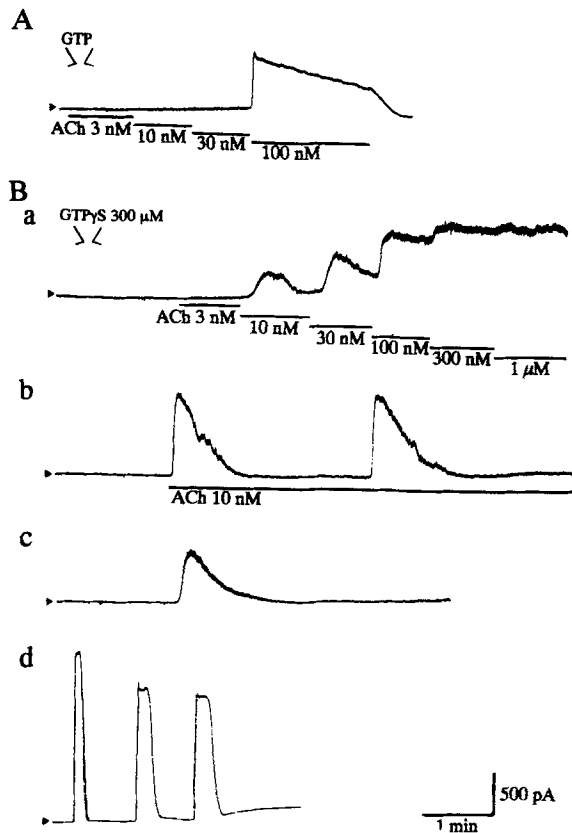 A
GTP
ACh 3 nM
10 nM
30 nM
100 nM
B
a
GTPγS 300 μM
ACh 3 nM
10 nM
30 nM
100 nM
300 nM
1 μM
b
ACh 10 nM
c
d
500 pA
1 min